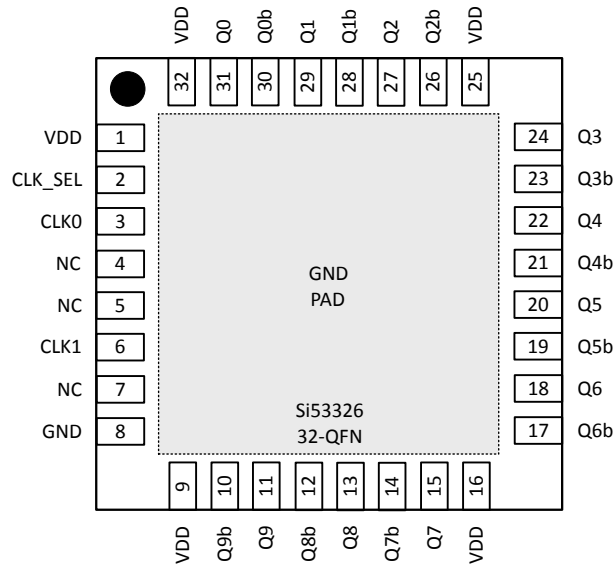 VDD Q0 Q0b Q1 Q1b Q2 Q2b VDD
32 31 30 29 28 27 26 25
VDD 1 24 Q3
CLK_SEL 2 23 Q3b
CLK0 3 22 Q4
NC 4 21 Q4b
NC 5 20 Q5
CLK1 6 19 Q5b
NC 7 18 Q6
GND 8 17 Q6b
GND
PAD
Si53326
32-QFN
9 10 11 12 13 14 15 16
VDD Q9b Q9 Q8b Q8 Q7b Q7 VDD